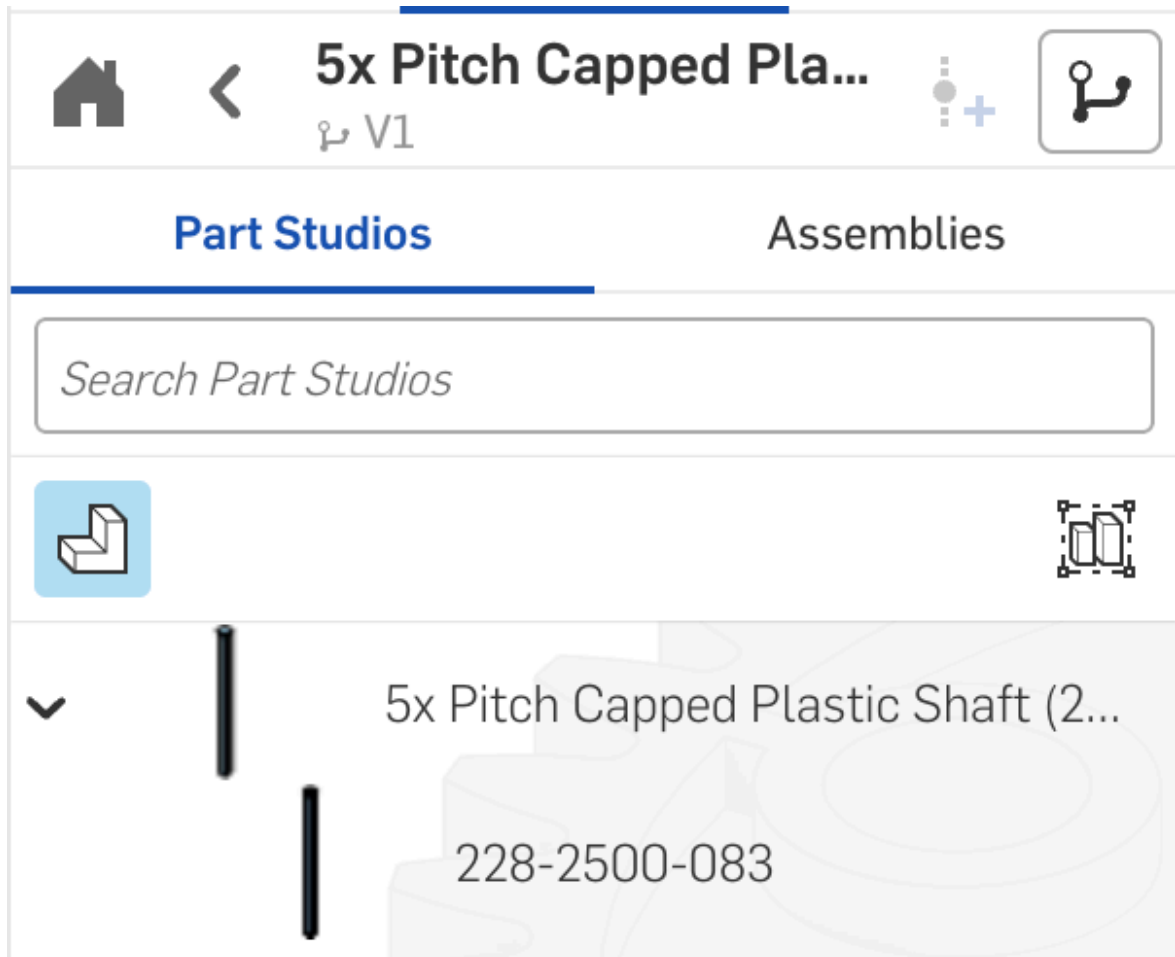 5x Pitch Capped Pla...
V1
Part Studios Assemblies
Search Part Studios
5x Pitch Capped Plastic Shaft (2...
228-2500-083